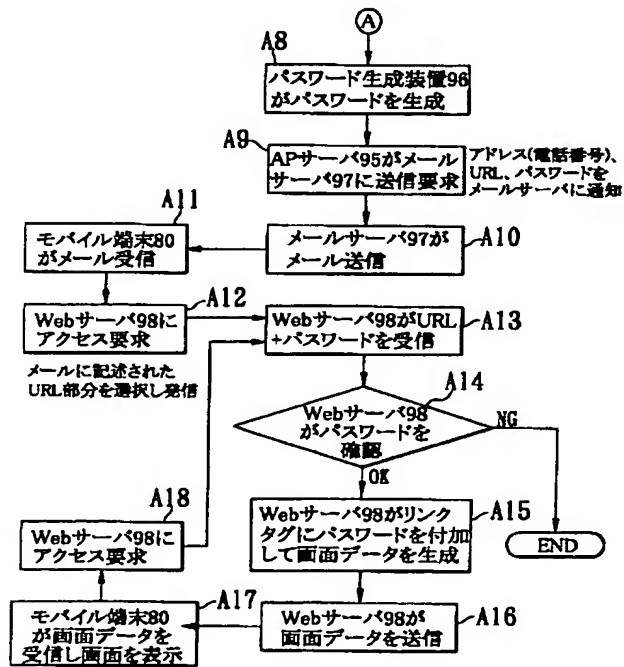 A
A8
パスワード生成装置96
がパスワードを生成
A9
APサーバ95がメール
サーバ97に送信要求
アドレス(電話番号)、
URL、パスワードを
メールサーバに通知
A10
メールサーバ97が
メール送信
A11
モバイル端末80
がメール受信
A12
Webサーバ98に
アクセス要求
メールに記述された
URL部分を選択し発信
A13
Webサーバ98がURL
+パスワードを受信
A14
Webサーバ98
がパスワードを
確認
NG
OK
A15
Webサーバ98がリンク
タグにパスワードを付加
して画面データを生成
END
A16
Webサーバ98が
画面データを送信
A17
モバイル端末80
が画面データを
受信し画面を表示
A18
Webサーバ98に
アクセス要求